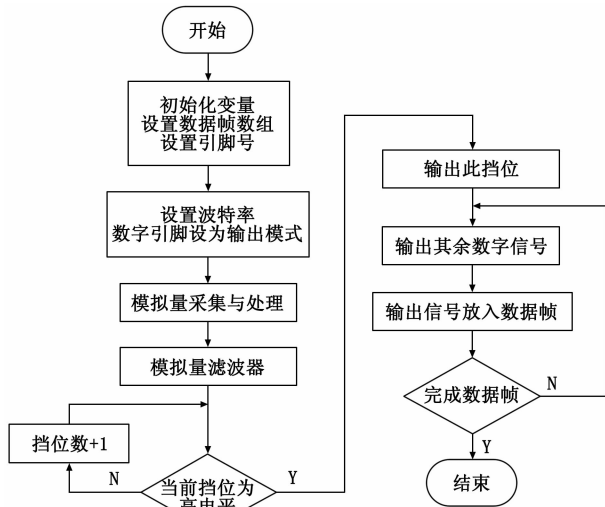 开始
初始化变量
设置数据帧数组
设置引脚号
设置波特率
数字引脚设为输出模式
模拟量采集与处理
模拟量滤波器
挡位数+1
N
当前挡位为
高电平
Y
输出此挡位
输出其余数字信号
输出信号放入数据帧
完成数据帧
N
Y
结束